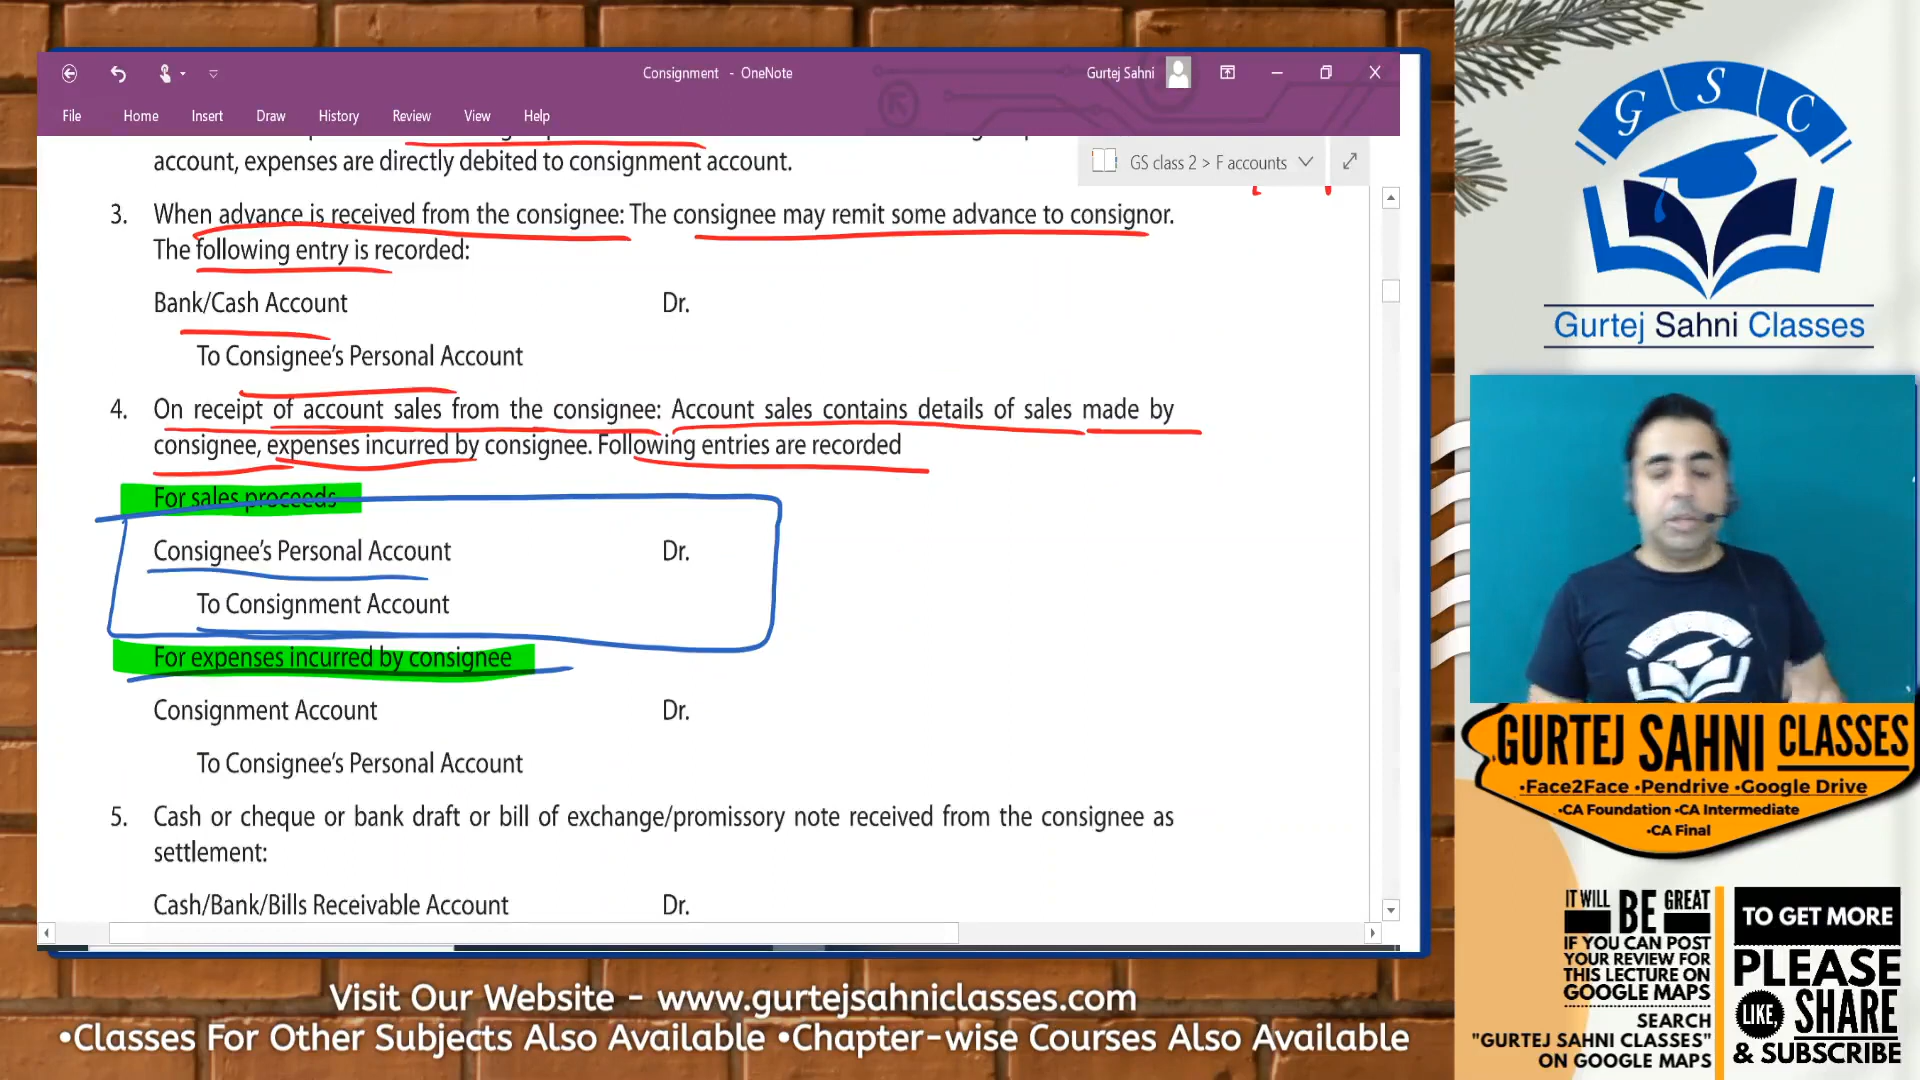 Consignment - OneNote
Gurtej Sahni
File Home Insert Draw History Review View Help
account, expenses are directly debited to consignment account.
GS class 2 > F accounts
3. When advance is received from the consignee: The consignee may remit some advance to consignor.
The following entry is recorded:
Bank/Cash Account Dr.
To Consignee's Personal Account
4. On receipt of account sales from the consignee: Account sales contains details of sales made by
consignee, expenses incurred by consignee. Following entries are recorded
For sales proceeds
Consignee's Personal Account Dr.
To Consignment Account
For expenses incurred by consignee
Consignment Account Dr.
To Consignee's Personal Account
5. Cash or cheque or bank draft or bill of exchange/promissory note received from the consignee as
settlement:
Cash/Bank/Bills Receivable Account Dr.
G S C
Gurtej Sahni Classes
GURTEJ SAHNI CLASSES
•Face2Face •Pendrive •Google Drive
•CA Foundation •CA Intermediate
•CA Final
IT WILL BE GREAT
IF YOU CAN POST
YOUR REVIEW FOR
THIS LECTURE ON
GOOGLE MAPS
SEARCH
"GURTEJ SAHNI CLASSES"
ON GOOGLE MAPS
TO GET MORE
PLEASE
LIKE, SHARE
& SUBSCRIBE
Visit Our Website - www.gurtejsahniclasses.com
•Classes For Other Subjects Also Available •Chapter-wise Courses Also Available